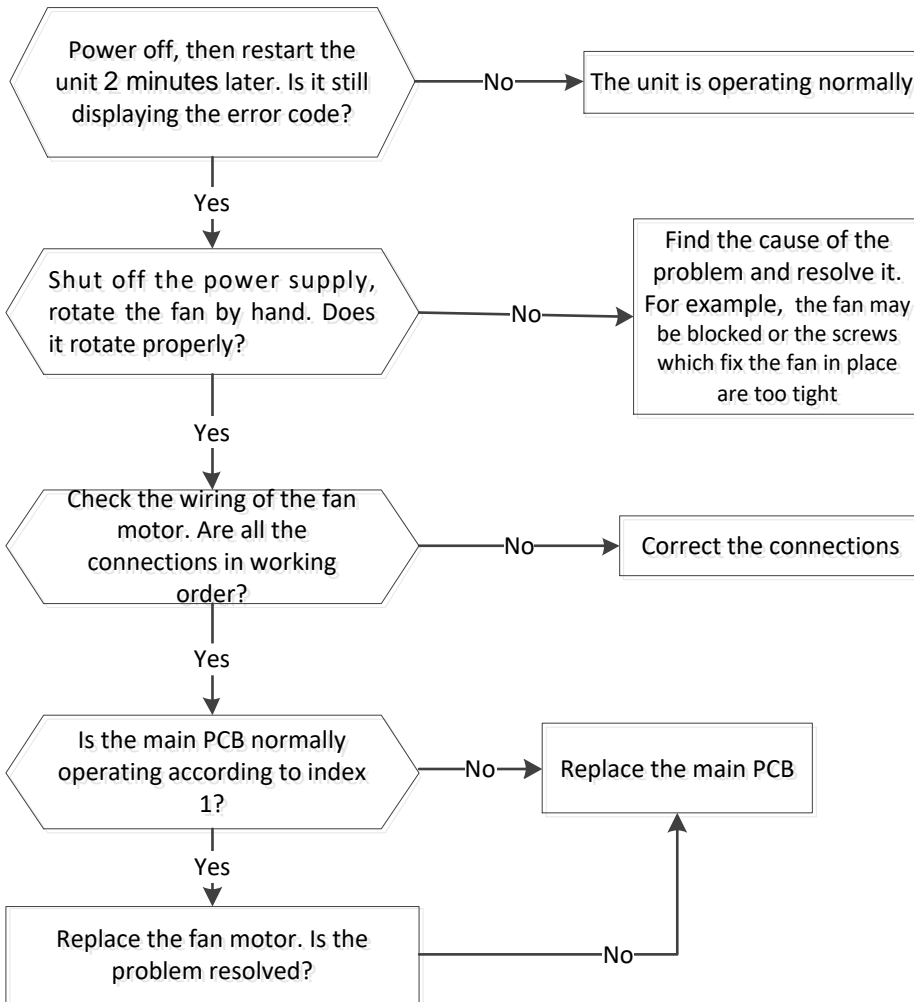 Power off, then restart the
unit 2 minutes later. Is it still
displaying the error code?
No
The unit is operating normally
Yes
Shut off the power supply,
rotate the fan by hand. Does
it rotate properly?
No
Find the cause of the
problem and resolve it.
For example, the fan may
be blocked or the screws
which fix the fan in place
are too tight
Yes
Check the wiring of the fan
motor. Are all the
connections in working
order?
No
Correct the connections
Yes
Is the main PCB normally
operating according to index
1?
No
Replace the main PCB
Yes
Replace the fan motor. Is the
problem resolved?
No